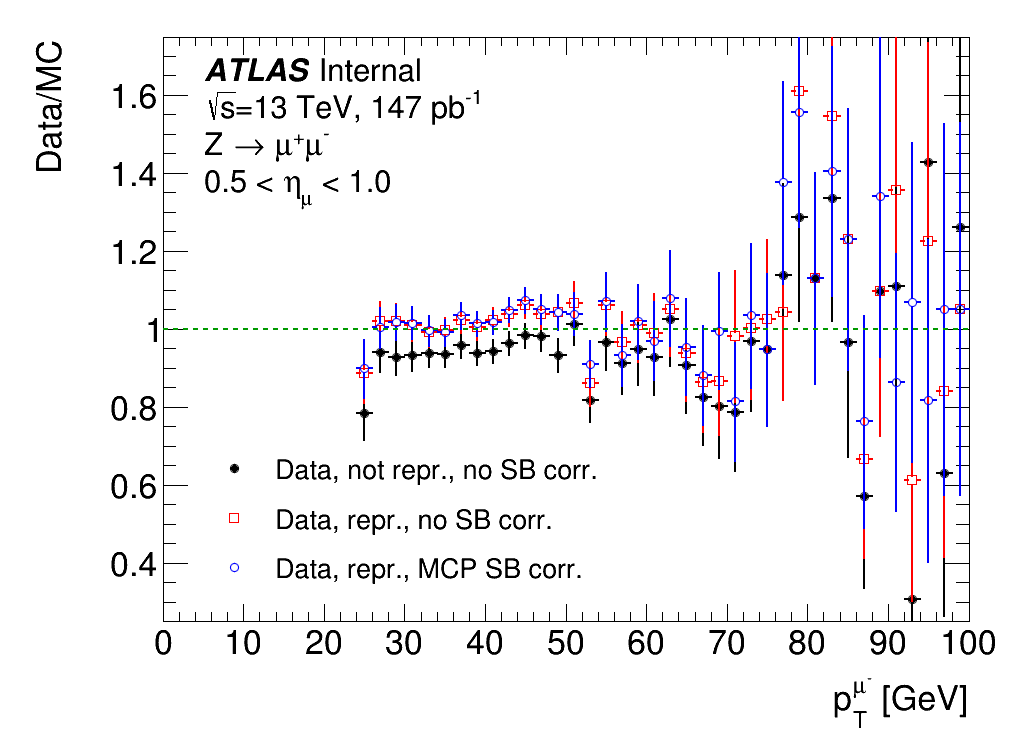 Data/MC
ATLAS Internal
√s=13 TeV, 147 pb⁻¹
Z → μ⁺μ⁻
0.5 < η_μ < 1.0
1.6
1.4
1.2
1
0.8
0.6
0.4
Data, not repr., no SB corr.
Data, repr., no SB corr.
Data, repr., MCP SB corr.
0 10 20 30 40 50 60 70 80 90 100
p_T^μ⁻ [GeV]